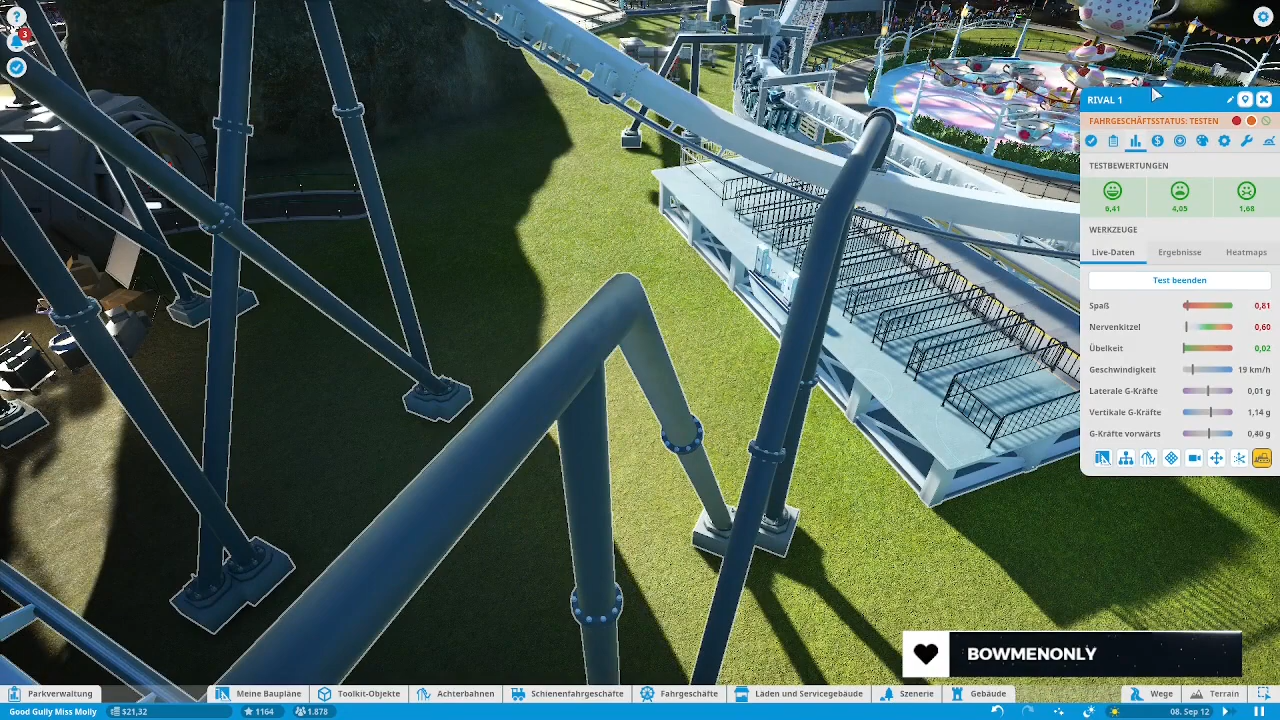 ?
3
RIVAL 1
FAHRGESCHÄFTSSTATUS: TESTEN
$
TESTBEWERTUNGEN
6,41 4,05 1,68
WERKZEUGE
Live-Daten Ergebnisse Heatmaps
Test beenden
Spaß 0,81
Nervenkitzel 0,60
Übelkeit 0,02
Geschwindigkeit 19 km/h
Laterale G-Kräfte 0,01 g
Vertikale G-Kräfte 1,14 g
G-Kräfte vorwärts 0,40 g
BOWMENONLY
Parkverwaltung Meine Baupläne Toolkit-Objekte Achterbahnen Schienenfahrgeschäfte Fahrgeschäfte Läden und Servicegebäude Szenerie Gebäude Wege Terrain
Good Gully Miss Molly $21,32 1164 1.878 08. Sep 12